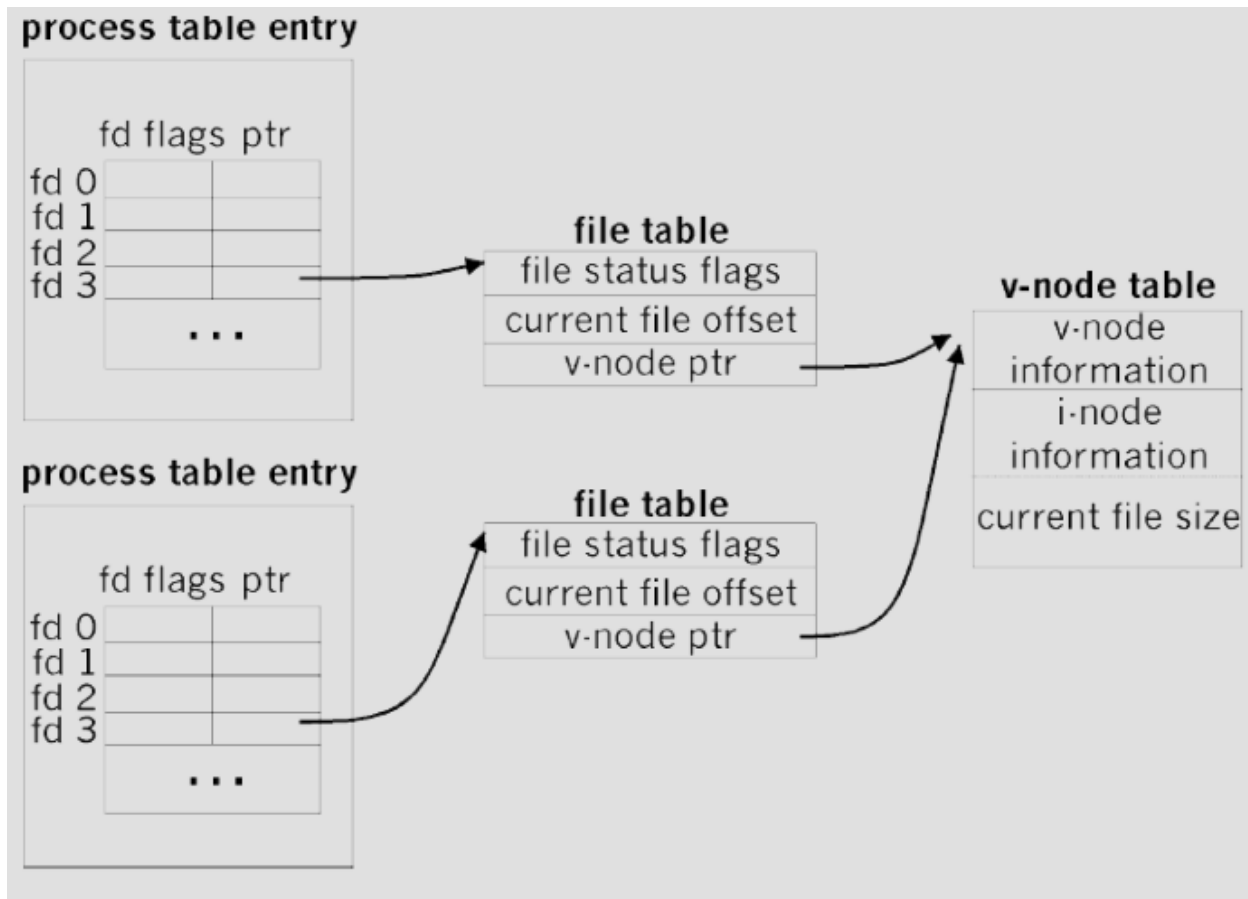 process table entry
fd flags ptr
fd 0
fd 1
fd 2
fd 3
...
file table
file status flags
current file offset
v-node ptr
v-node table
v-node
information
i-node
information
current file size
process table entry
fd flags ptr
fd 0
fd 1
fd 2
fd 3
...
file table
file status flags
current file offset
v-node ptr